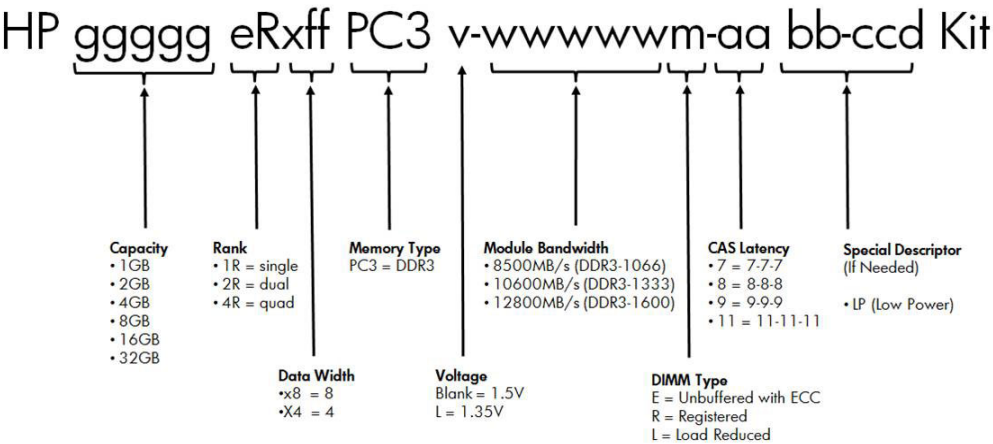 HP ggggg eRxff PC3 v-wwwwwm-aa bb-ccd Kit
Capacity
• 1GB
• 2GB
• 4GB
• 8GB
• 16GB
• 32GB
Rank
• 1R = single
• 2R = dual
• 4R = quad
Memory Type
PC3 = DDR3
Module Bandwidth
• 8500MB/s (DDR3-1066)
• 10600MB/s (DDR3-1333)
• 12800MB/s (DDR3-1600)
CAS Latency
• 7 = 7-7-7
• 8 = 8-8-8
• 9 = 9-9-9
• 11 = 11-11-11
Special Descriptor
(If Needed)
• LP (Low Power)
Data Width
•x8 = 8
•X4 = 4
Voltage
Blank = 1.5V
L = 1.35V
DIMM Type
E = Unbuffered with ECC
R = Registered
L = Load Reduced